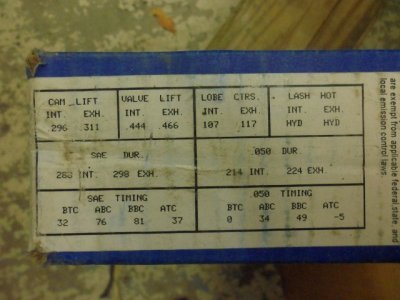 CAM LIFT
INT. EXH.
296 .311
VALVE LIFT
INT EXH.
.444 .466
LOBE CTRS.
INT. EXH.
107 .117
LASH HOT
INT. EXH.
HYD HYD
SAE DUR.
288 INT. 298 EXH.
.050 DUR
214 INT. 224 EXH.
SAE TIMING
BTC ABC BBC ATC
32 76 81 37
.050 TIMING
BTC ABC BBC ATC
0 34 49 -5
are exempt from applicable federal,state and
local emission control laws.